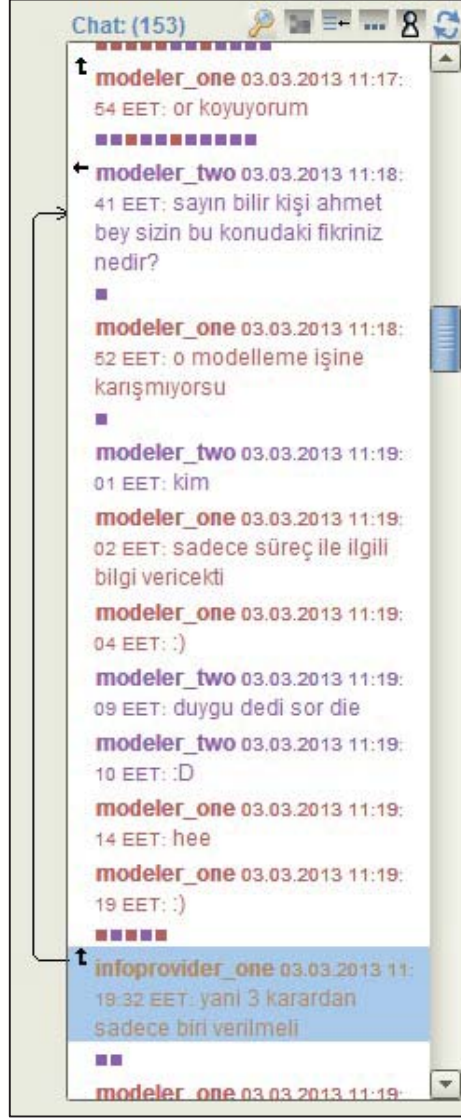 Chat: (153)
modeler_one 03.03.2013 11:17:
54 EET: or koyuyorum
modeler_two 03.03.2013 11:18:
41 EET: sayın bilir kişi ahmet
bey sizin bu konudaki fikriniz
nedir?
modeler_one 03.03.2013 11:18:
52 EET: o modelleme işine
karışmıyorsu
modeler_two 03.03.2013 11:19:
01 EET: kim
modeler_one 03.03.2013 11:19:
02 EET: sadece süreç ile ilgili
bilgi vericekti
modeler_one 03.03.2013 11:19:
04 EET: :)
modeler_two 03.03.2013 11:19:
09 EET: duygu dedi sor die
modeler_two 03.03.2013 11:19:
10 EET: :D
modeler_one 03.03.2013 11:19:
14 EET: hee
modeler_one 03.03.2013 11:19:
19 EET: :)
infoprovider_one 03.03.2013 11:
19:32 EET: yani 3 karardan
sadece biri verilmeli
modeler_one 03.03.2013 11:19: